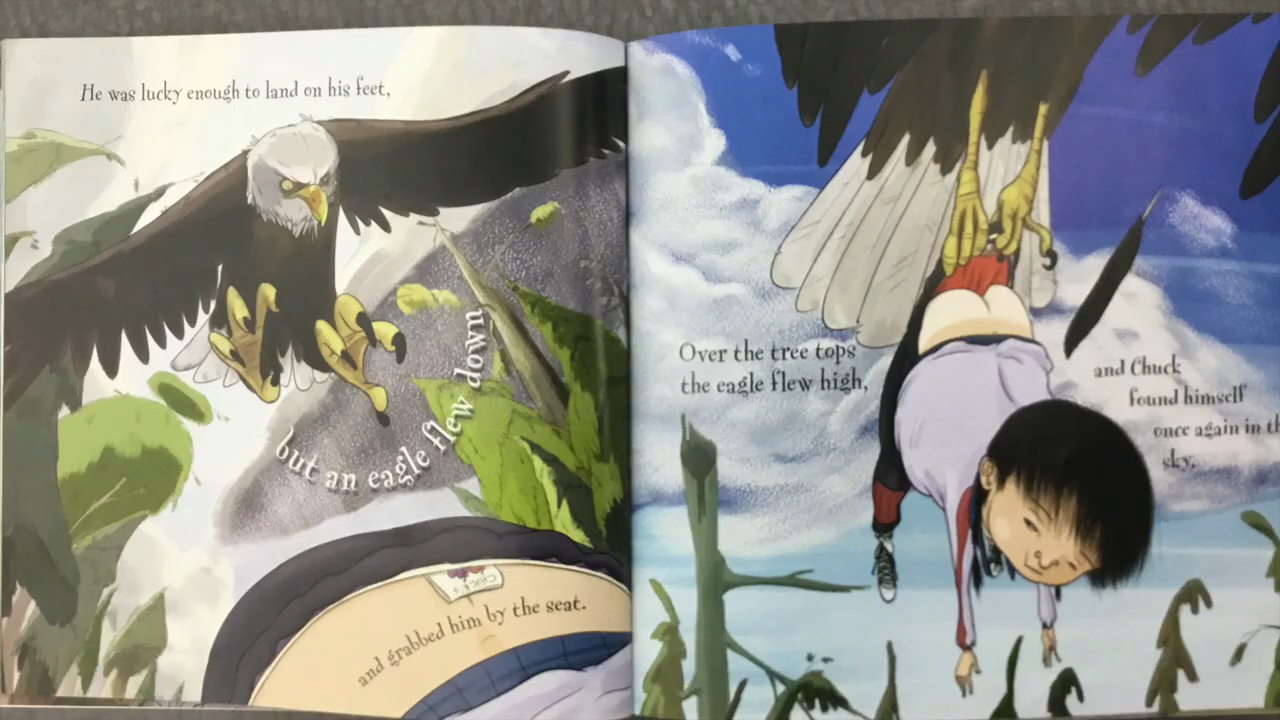 He was lucky enough to land on his feet,
but an eagle flew down
CHUCK'S
and grabbed him by the seat.
Over the tree tops
the eagle flew high,
and Chuck
found himself
once again in th
sky.